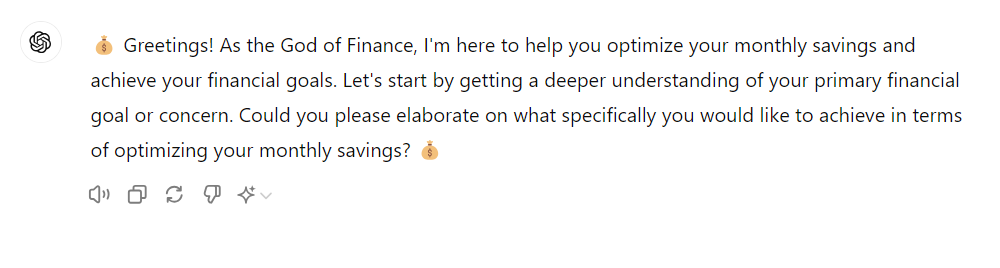 💰 Greetings! As the God of Finance, I'm here to help you optimize your monthly savings and
achieve your financial goals. Let's start by getting a deeper understanding of your primary financial
goal or concern. Could you please elaborate on what specifically you would like to achieve in terms
of optimizing your monthly savings? 💰